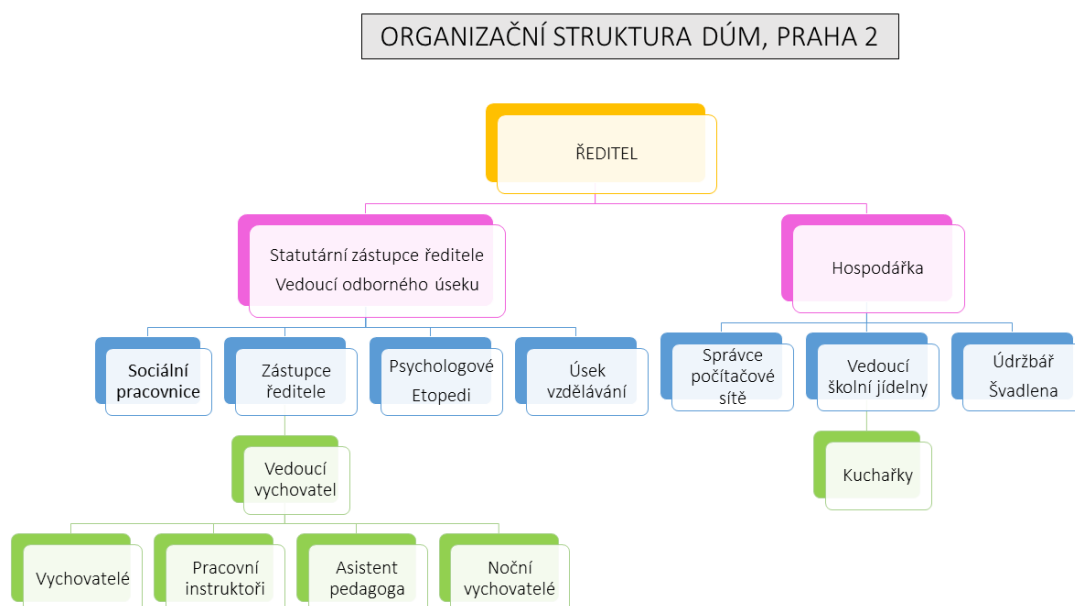 ORGANIZAČNÍ STRUKTURA DÚM, PRAHA 2
ŘEDITEL
Statutární zástupce ředitele
Vedoucí odborného úseku
Hospodářka
Sociální
pracovnice
Zástupce
ředitele
Psychologové
Etopedi
Úsek
vzdělávání
Správce
počítačové
sítě
Vedoucí
školní jídelny
Údržbář
Švadlena
Vedoucí
vychovatel
Kuchařky
Vychovatelé
Pracovní
instruktoři
Asistent
pedagoga
Noční
vychovatelé